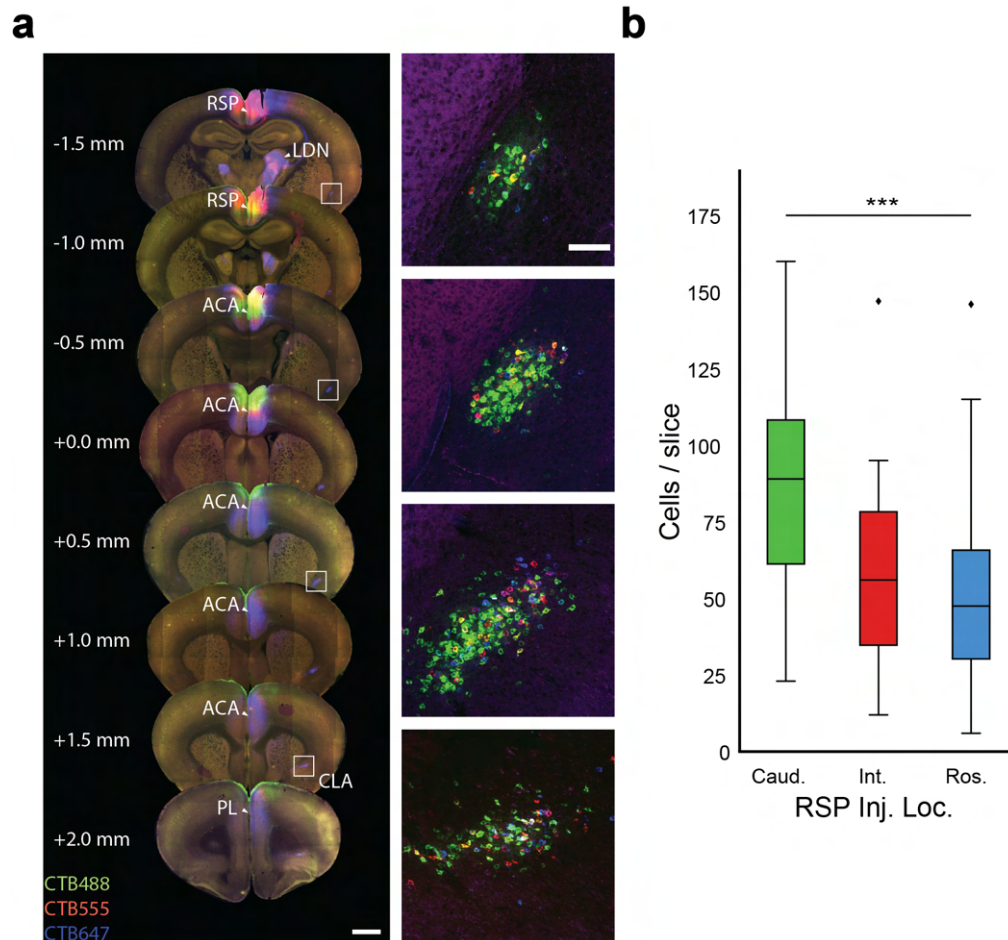 a
RSP
-1.5 mm
LDN
RSP
-1.0 mm
ACA
-0.5 mm
ACA
+0.0 mm
ACA
+0.5 mm
ACA
+1.0 mm
ACA
+1.5 mm
CLA
PL
+2.0 mm
CTB488
CTB555
CTB647
b
***
175
150
125
100
75
50
25
0
Cells / slice
Caud. Int. Ros.
RSP Inj. Loc.